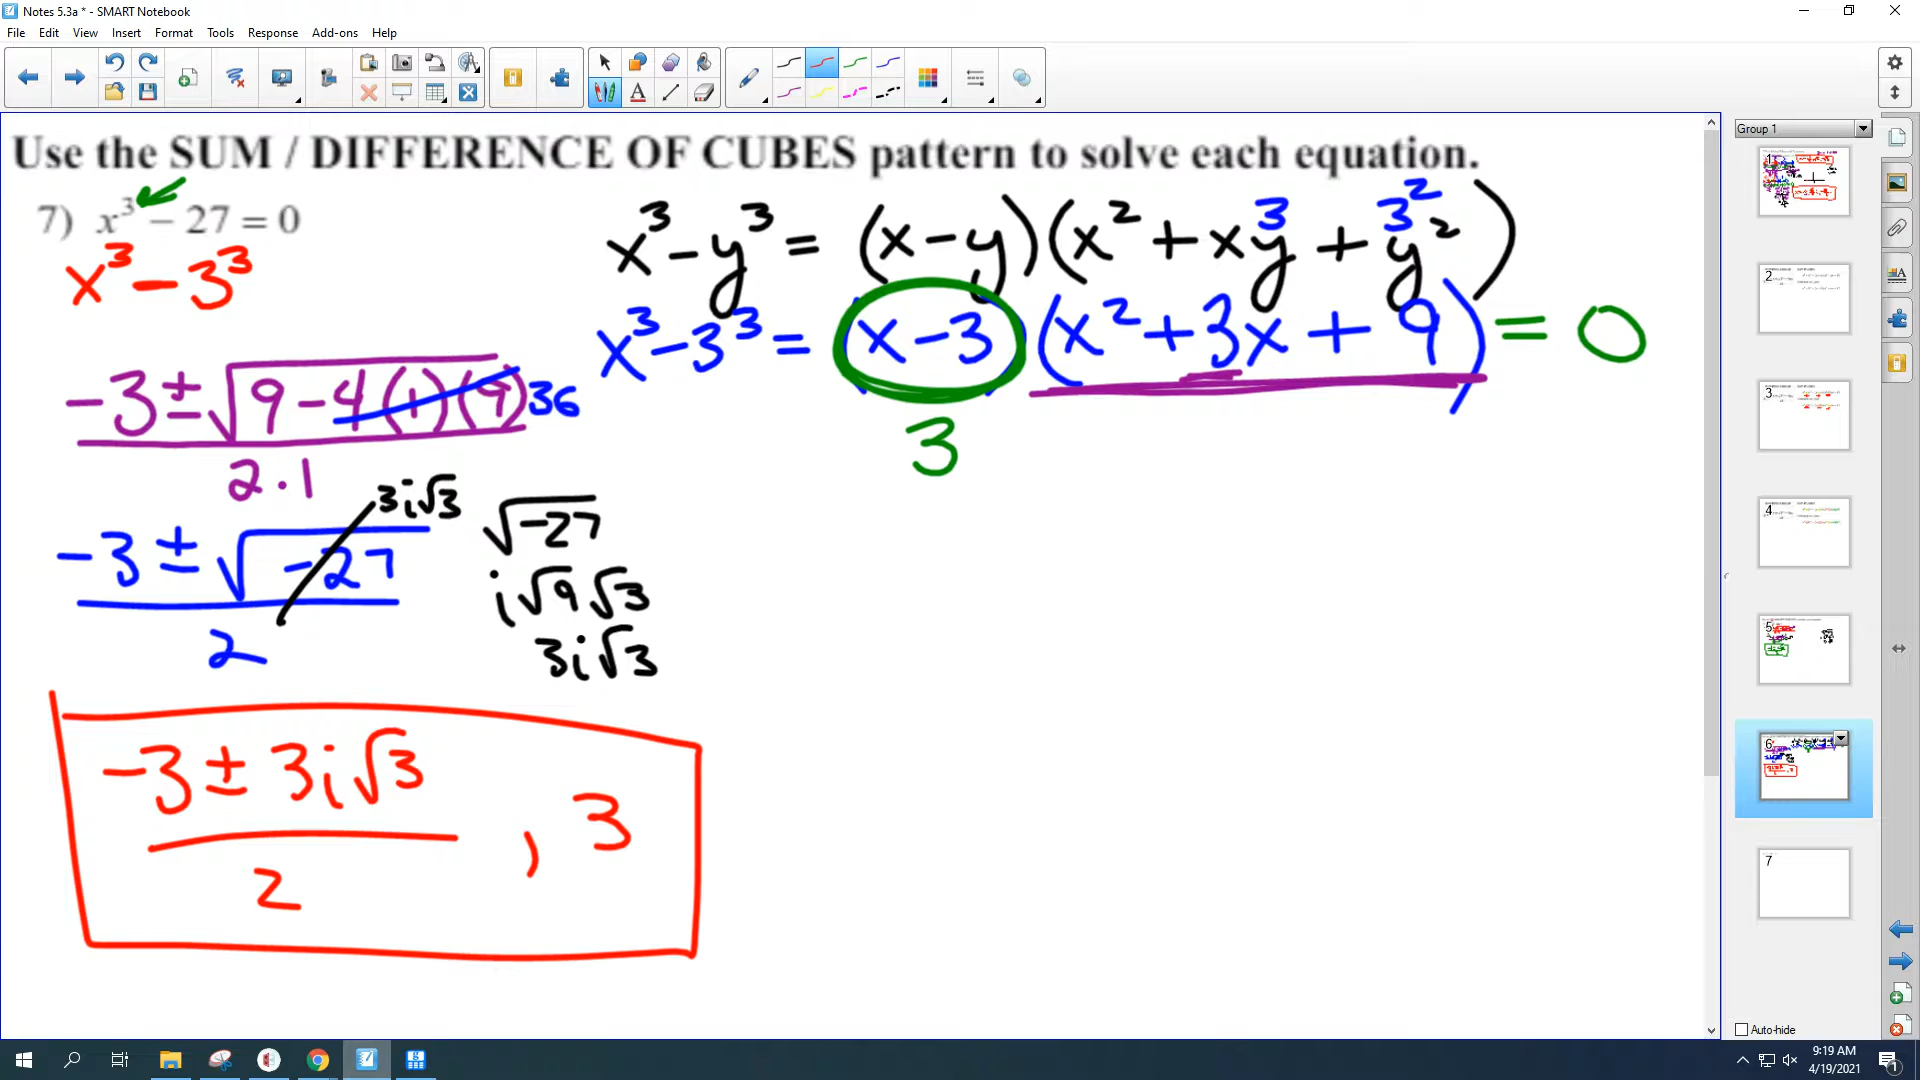 Notes 5.3a * - SMART Notebook
File Edit View Insert Format Tools Response Add-ons Help
Use the SUM / DIFFERENCE OF CUBES pattern to solve each equation.
7) x³ − 27 = 0
x³ − 3³
x³ − y³ = (x − y)(x² + xy + y²)
3 3²
x³ − 3³ = (x − 3)(x² + 3x + 9) = 0
3
−3 ± √9 − 4(1)(9) 36
2 · 1
3i√3
−3 ± √−27
2
√−27
i√9√3
3i√3
−3 ± 3i√3
2
, 3
Group 1
1
2
3
4
5
6
7
Auto-hide
9:19 AM
4/19/2021
1